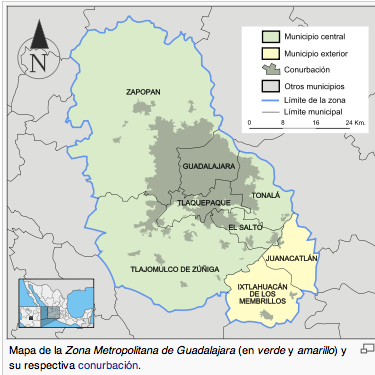 N
Municipio central
Municipio exterior
Conurbación
Otros municipios
Límite de la zona
Límite municipal
0 8 16 24 Km.
ZAPOPAN
GUADALAJARA
TLAQUEPAQUE
TONALÁ
EL SALTO
JUANACATLÁN
TLAJOMULCO DE ZÚÑIGA
IXTLAHUACÁN
DE LOS
MEMBRILLOS
Mapa de la Zona Metropolitana de Guadalajara (en verde y amarillo) y
su respectiva conurbación.